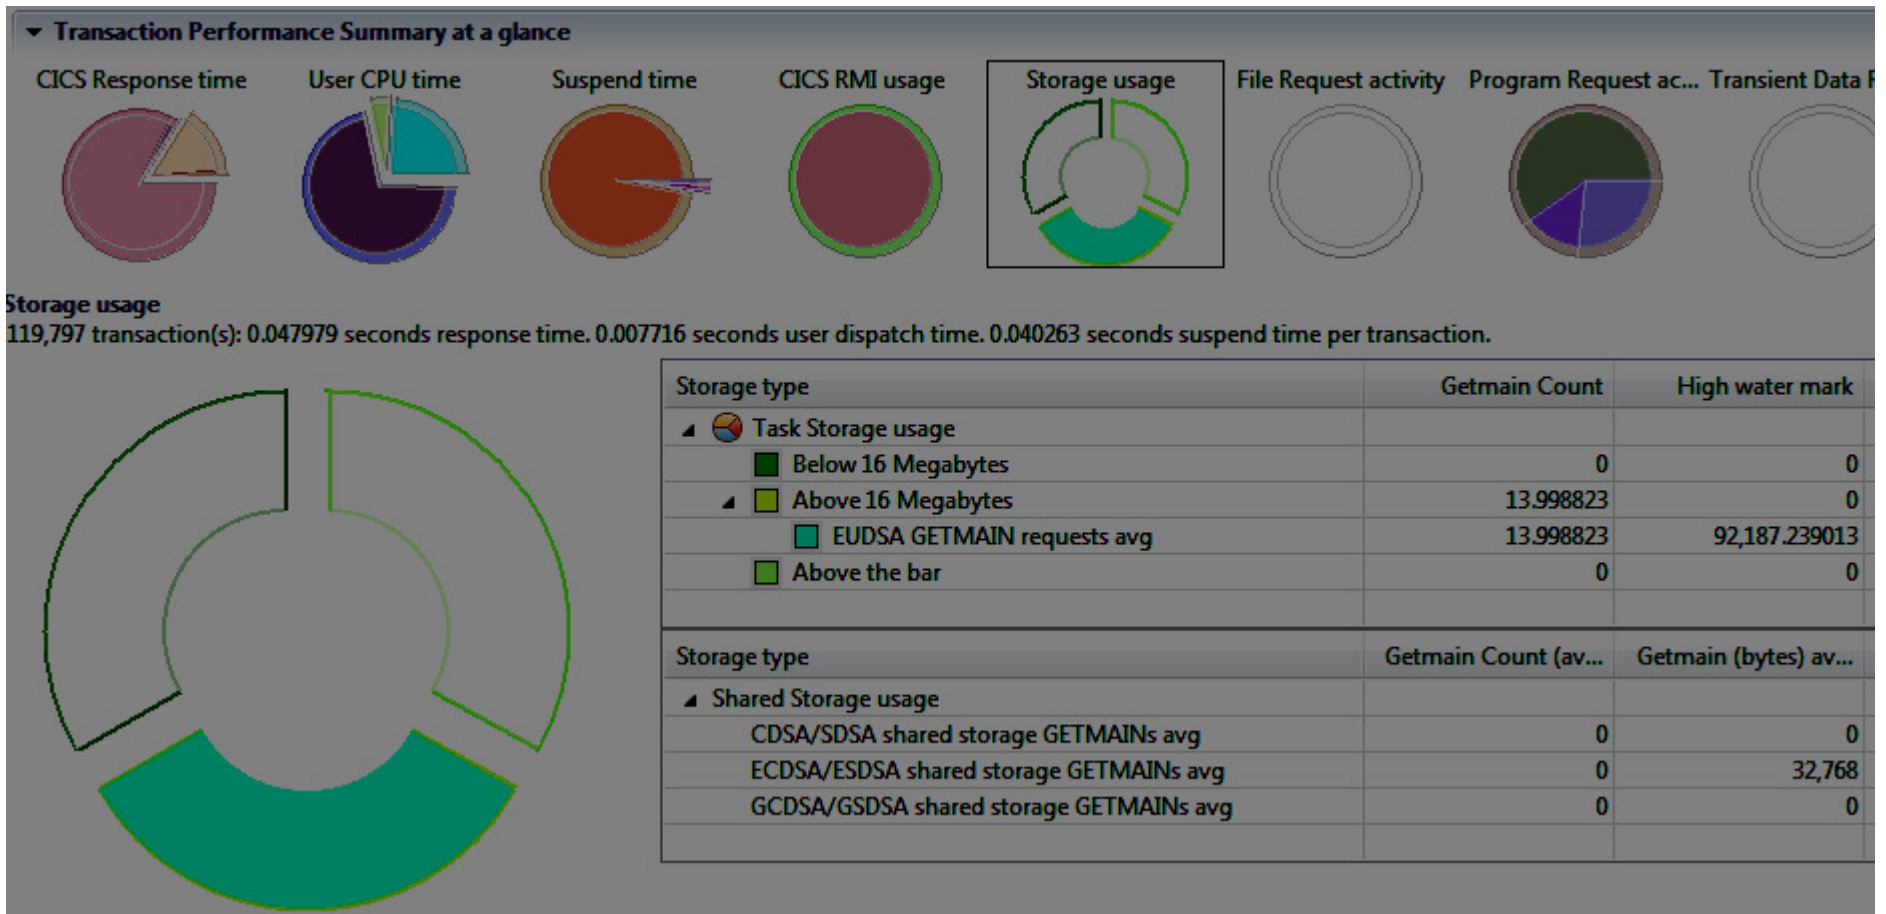 Transaction Performance Summary at a glance
CICS Response time User CPU time Suspend time CICS RMI usage Storage usage File Request activity Program Request ac... Transient Data
Storage usage
119,797 transaction(s): 0.047979 seconds response time. 0.007716 seconds user dispatch time. 0.040263 seconds suspend time per transaction.
Storage type Getmain Count High water mark
Task Storage usage
Below 16 Megabytes 0 0
Above 16 Megabytes 13.998823 0
EUDSA GETMAIN requests avg 13.998823 92,187.239013
Above the bar 0 0
Storage type Getmain Count (av... Getmain (bytes) av...
Shared Storage usage
CDSA/SDSA shared storage GETMAINs avg 0 0
ECDSA/ESDSA shared storage GETMAINs avg 0 32,768
GCDSA/GSDSA shared storage GETMAINs avg 0 0